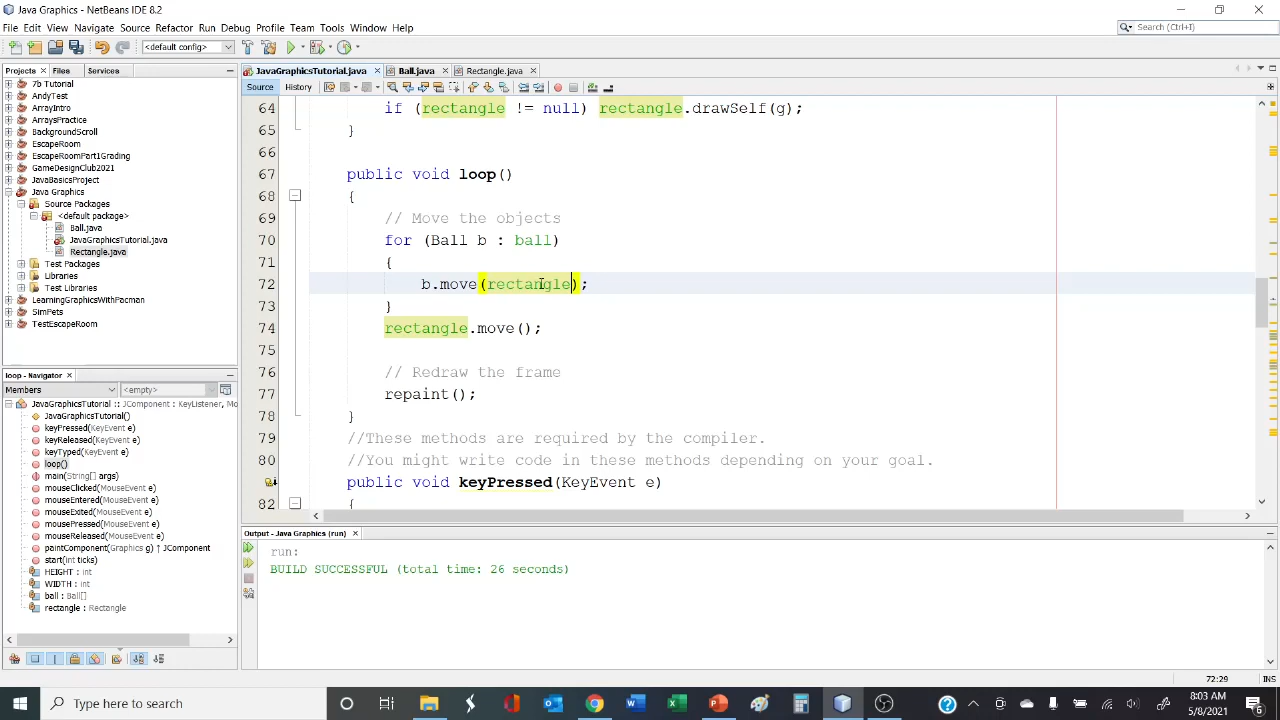 Java Graphics - NetBeans IDE 8.2
File Edit View Navigate Source Refactor Run Debug Profile Team Tools Window Help
Search (Ctrl+I)
<default config>
Projects Files Services
JavaGraphicsTutorial.java Ball.java Rectangle.java
Source History
7b Tutorial
AndyTest
ArrayIntro
ArraysPractice
BackgroundScroll
EscapeRoom
EscapeRoomPart1Grading
GameDesignClub2021
JavaBasicsProject
Java Graphics
Source Packages
<default package>
Ball.java
JavaGraphicsTutorial.java
Rectangle.java
Test Packages
Libraries
Test Libraries
LearningGraphicsWithPacman
SimPets
TestEscapeRoom
64 if (rectangle != null) rectangle.drawSelf(g);
65 }
66
67 public void loop()
68 {
69 // Move the objects
70 for (Ball b : ball)
71 {
72 b.move(rectangle);
73 }
74 rectangle.move();
75
76 // Redraw the frame
77 repaint();
78 }
79 //These methods are required by the compiler.
80 //You might write code in these methods depending on your goal.
public void keyPressed(KeyEvent e)
82 {
loop - Navigator
Members <empty>
JavaGraphicsTutorial :: JComponent : KeyListener, Mo
JavaGraphicsTutorial()
keyPressed(KeyEvent e)
keyReleased(KeyEvent e)
keyTyped(KeyEvent e)
loop()
main(String[] args)
mouseClicked(MouseEvent e)
mouseEntered(MouseEvent e)
mouseExited(MouseEvent e)
mousePressed(MouseEvent e)
mouseReleased(MouseEvent e)
paintComponent(Graphics g) ↑ JComponent
start(int ticks)
HEIGHT : int
WIDTH : int
ball : Ball[]
rectangle : Rectangle
Output - Java Graphics (run)
run:
BUILD SUCCESSFUL (total time: 26 seconds)
72:29 INS
Type here to search
8:03 AM
5/8/2021
6